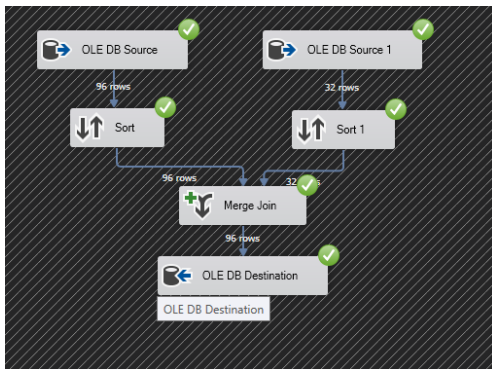 OLE DB Source
OLE DB Source 1
96 rows
32 rows
Sort
Sort 1
96 rows
32
Merge Join
96 rows
OLE DB Destination
OLE DB Destination